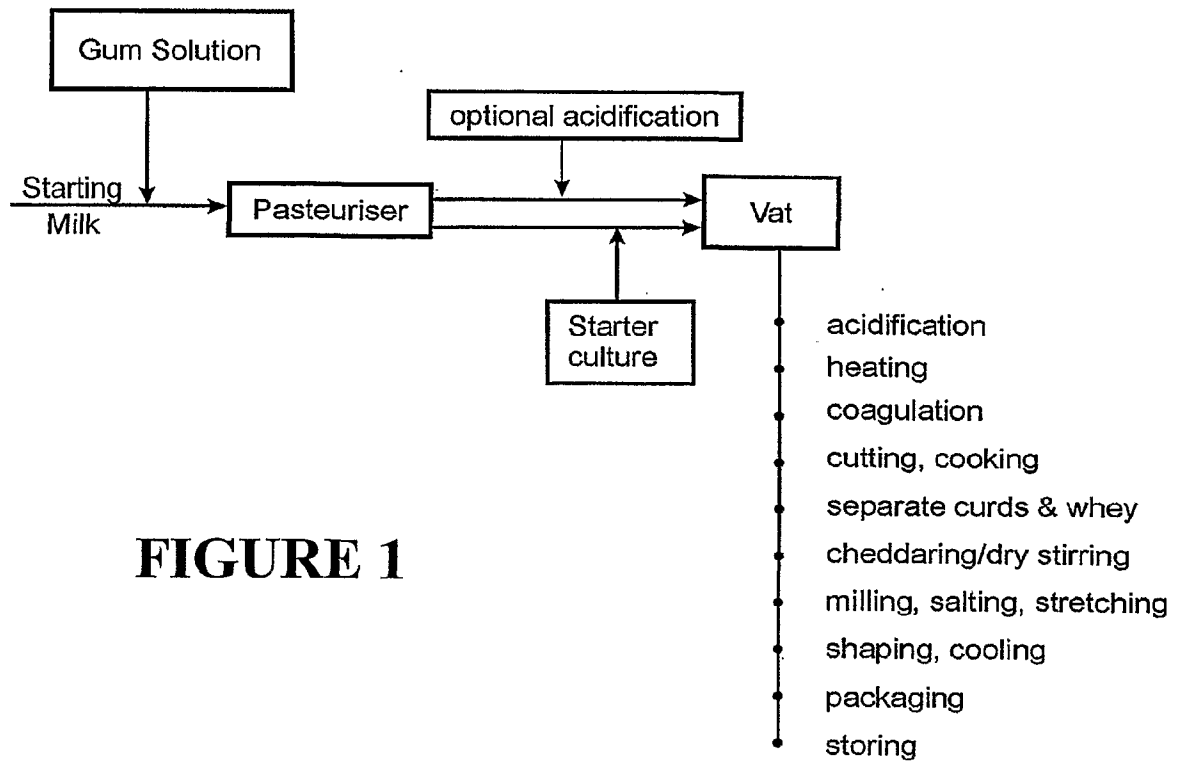 Gum Solution
optional acidification
Starting
Milk
Pasteuriser
Vat
Starter
culture
acidification
heating
coagulation
cutting, cooking
separate curds & whey
cheddaring/dry stirring
milling, salting, stretching
shaping, cooling
packaging
storing
FIGURE 1